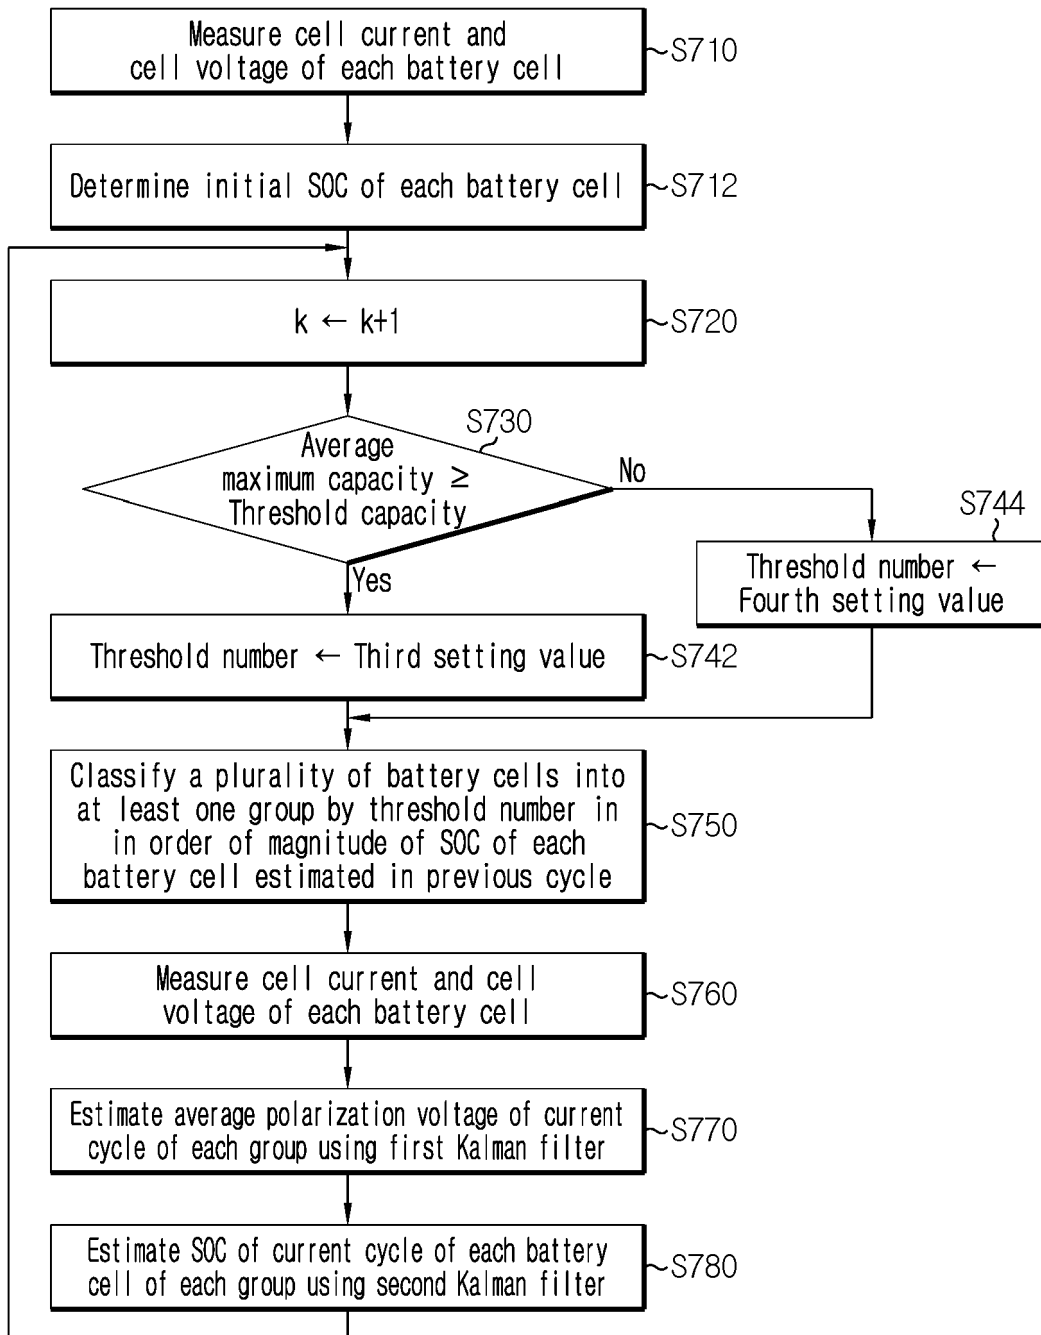 Measure cell current and
cell voltage of each battery cell
S710
Determine initial SOC of each battery cell
S712
k ← k+1
S720
S730
Average
maximum capacity ≥
Threshold capacity
No
Yes
S744
Threshold number ←
Fourth setting value
Threshold number ← Third setting value
S742
Classify a plurality of battery cells into
at least one group by threshold number in
in order of magnitude of SOC of each
battery cell estimated in previous cycle
S750
Measure cell current and cell
voltage of each battery cell
S760
Estimate average polarization voltage of current
cycle of each group using first Kalman filter
S770
Estimate SOC of current cycle of each battery
cell of each group using second Kalman filter
S780